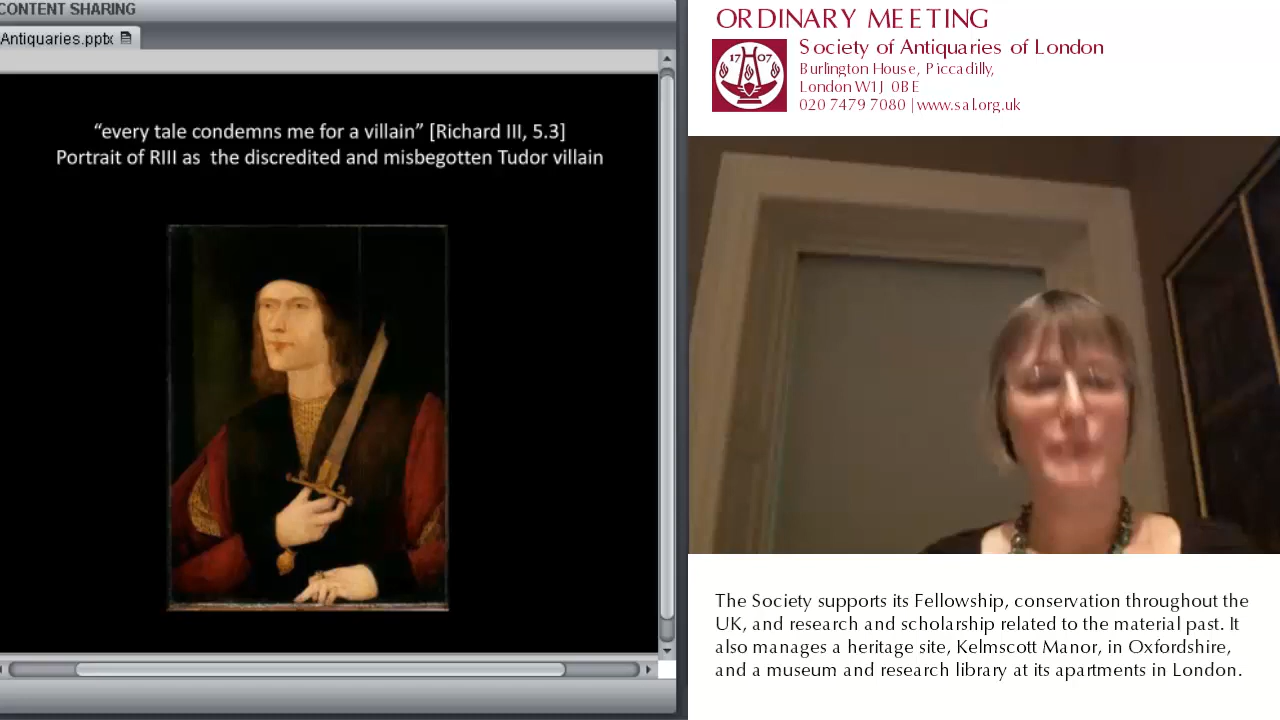 CONTENT SHARING
Antiquaries.pptx
"every tale condemns me for a villain" [Richard III, 5.3]
Portrait of RIII as the discredited and misbegotten Tudor villain
ORDINARY MEETING
Society of Antiquaries of London
Burlington House, Piccadilly,
London W1J 0BE
020 7479 7080 | www.sal.org.uk
17 07
The Society supports its Fellowship, conservation throughout the
UK, and research and scholarship related to the material past. It
also manages a heritage site, Kelmscott Manor, in Oxfordshire,
and a museum and research library at its apartments in London.